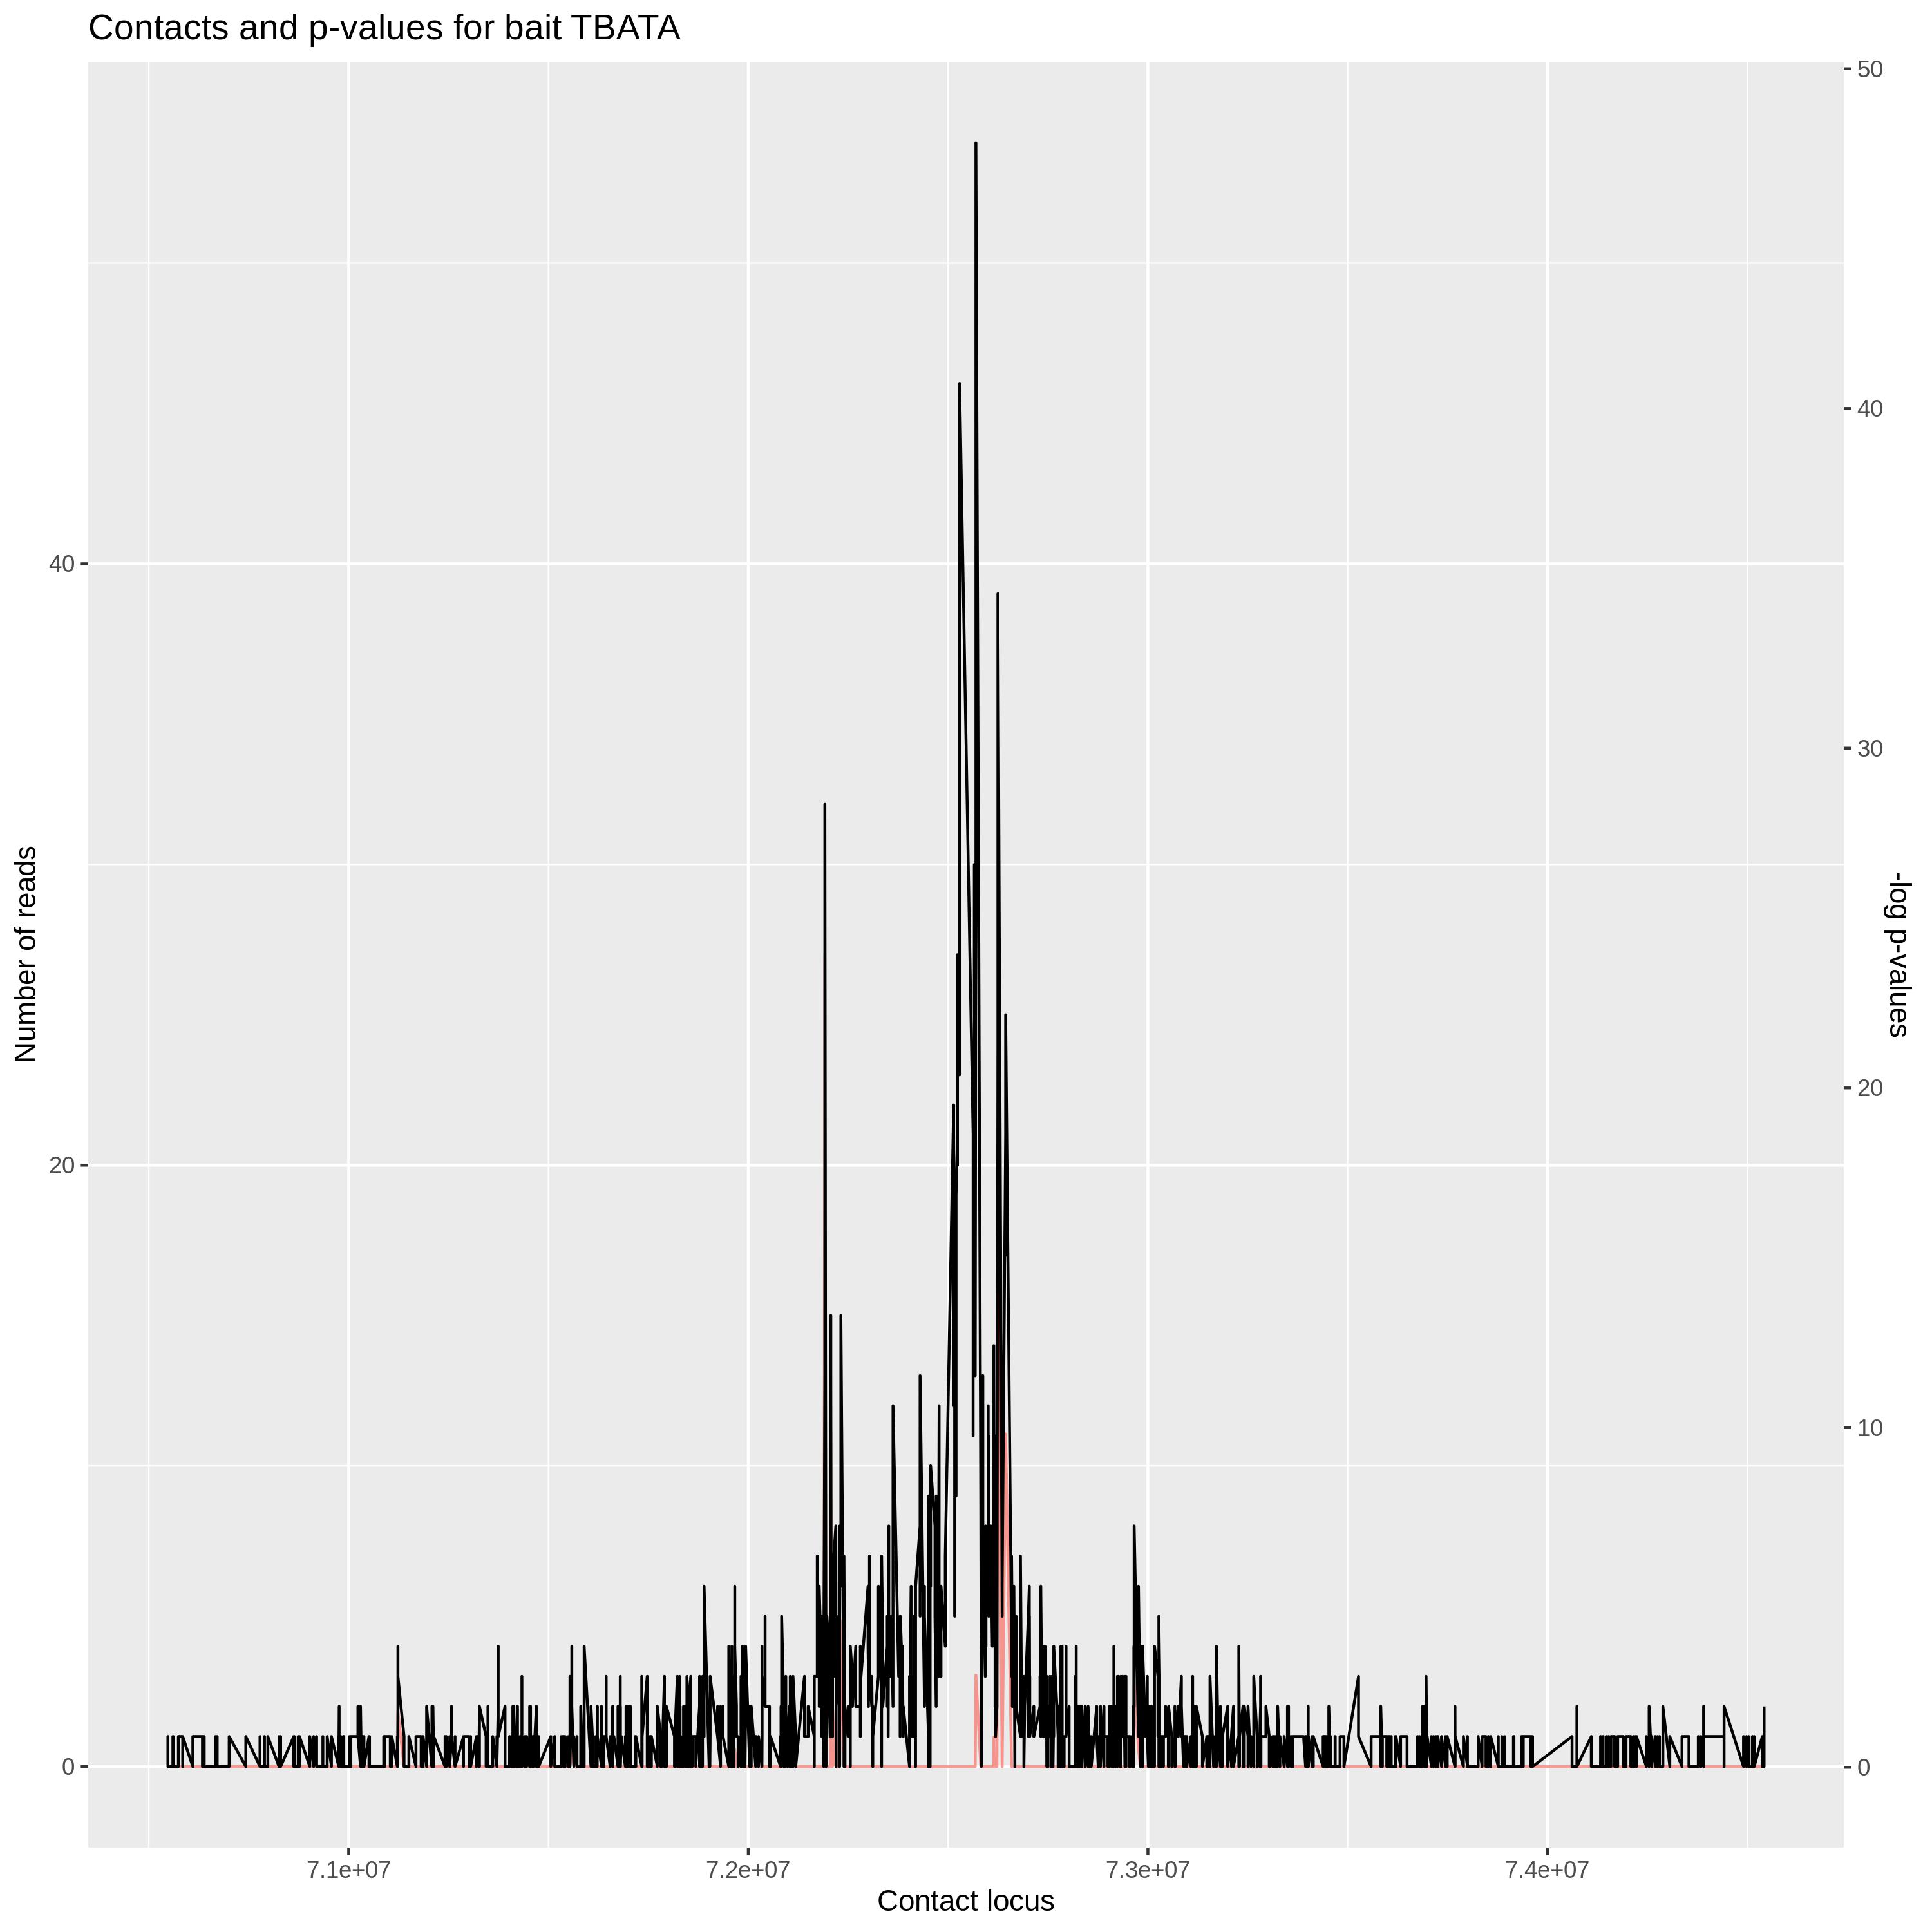 Contacts and p-values for bait TBATA
Number of reads
40
20
0
50
40
30
20
10
0
-log p-values
7.1e+07
7.2e+07
7.3e+07
7.4e+07
Contact locus